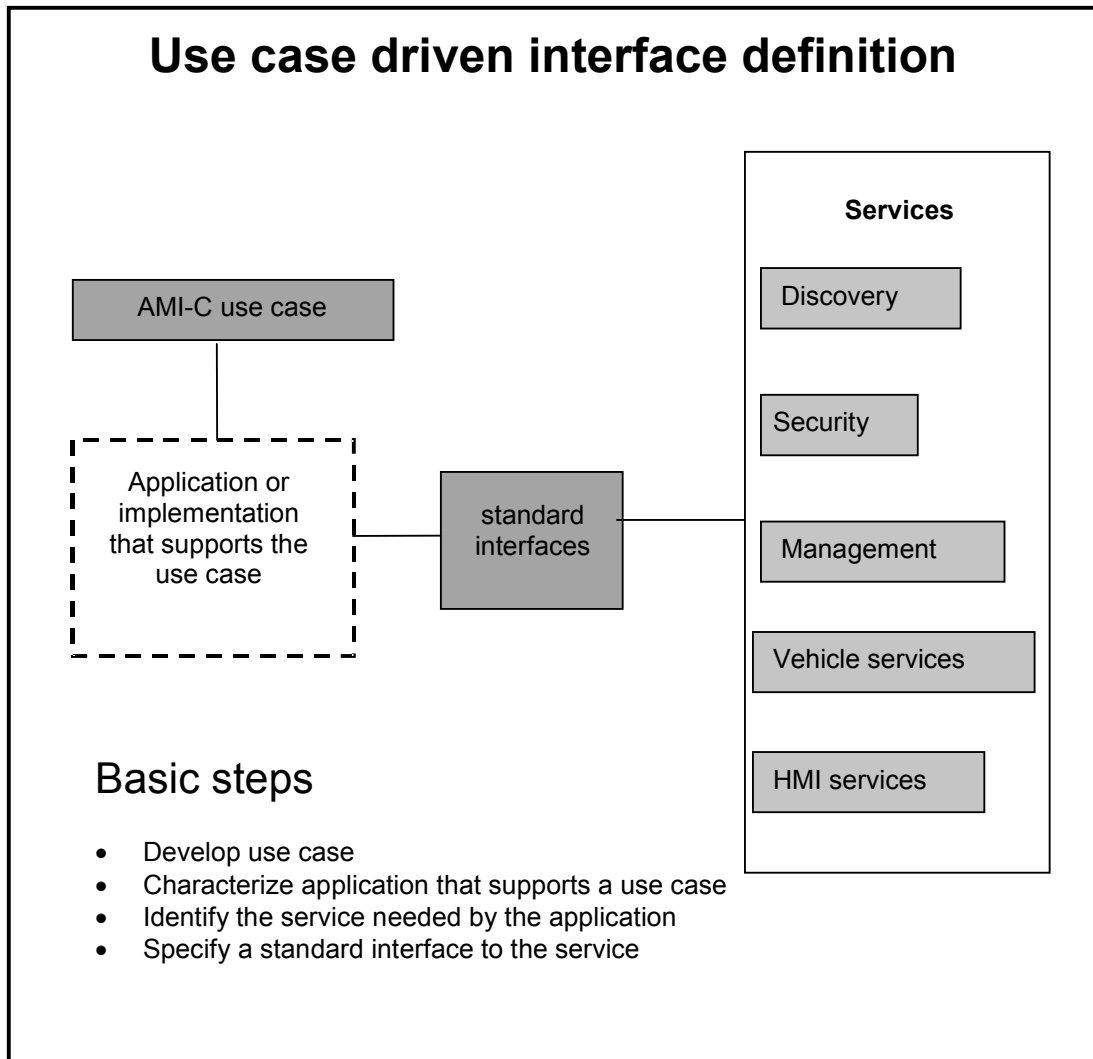 Use case driven interface definition
Services
Discovery
AMI-C use case
Security
Application or
implementation
that supports the
use case
standard
interfaces
Management
Vehicle services
HMI services
Basic steps
• Develop use case
• Characterize application that supports a use case
• Identify the service needed by the application
• Specify a standard interface to the service